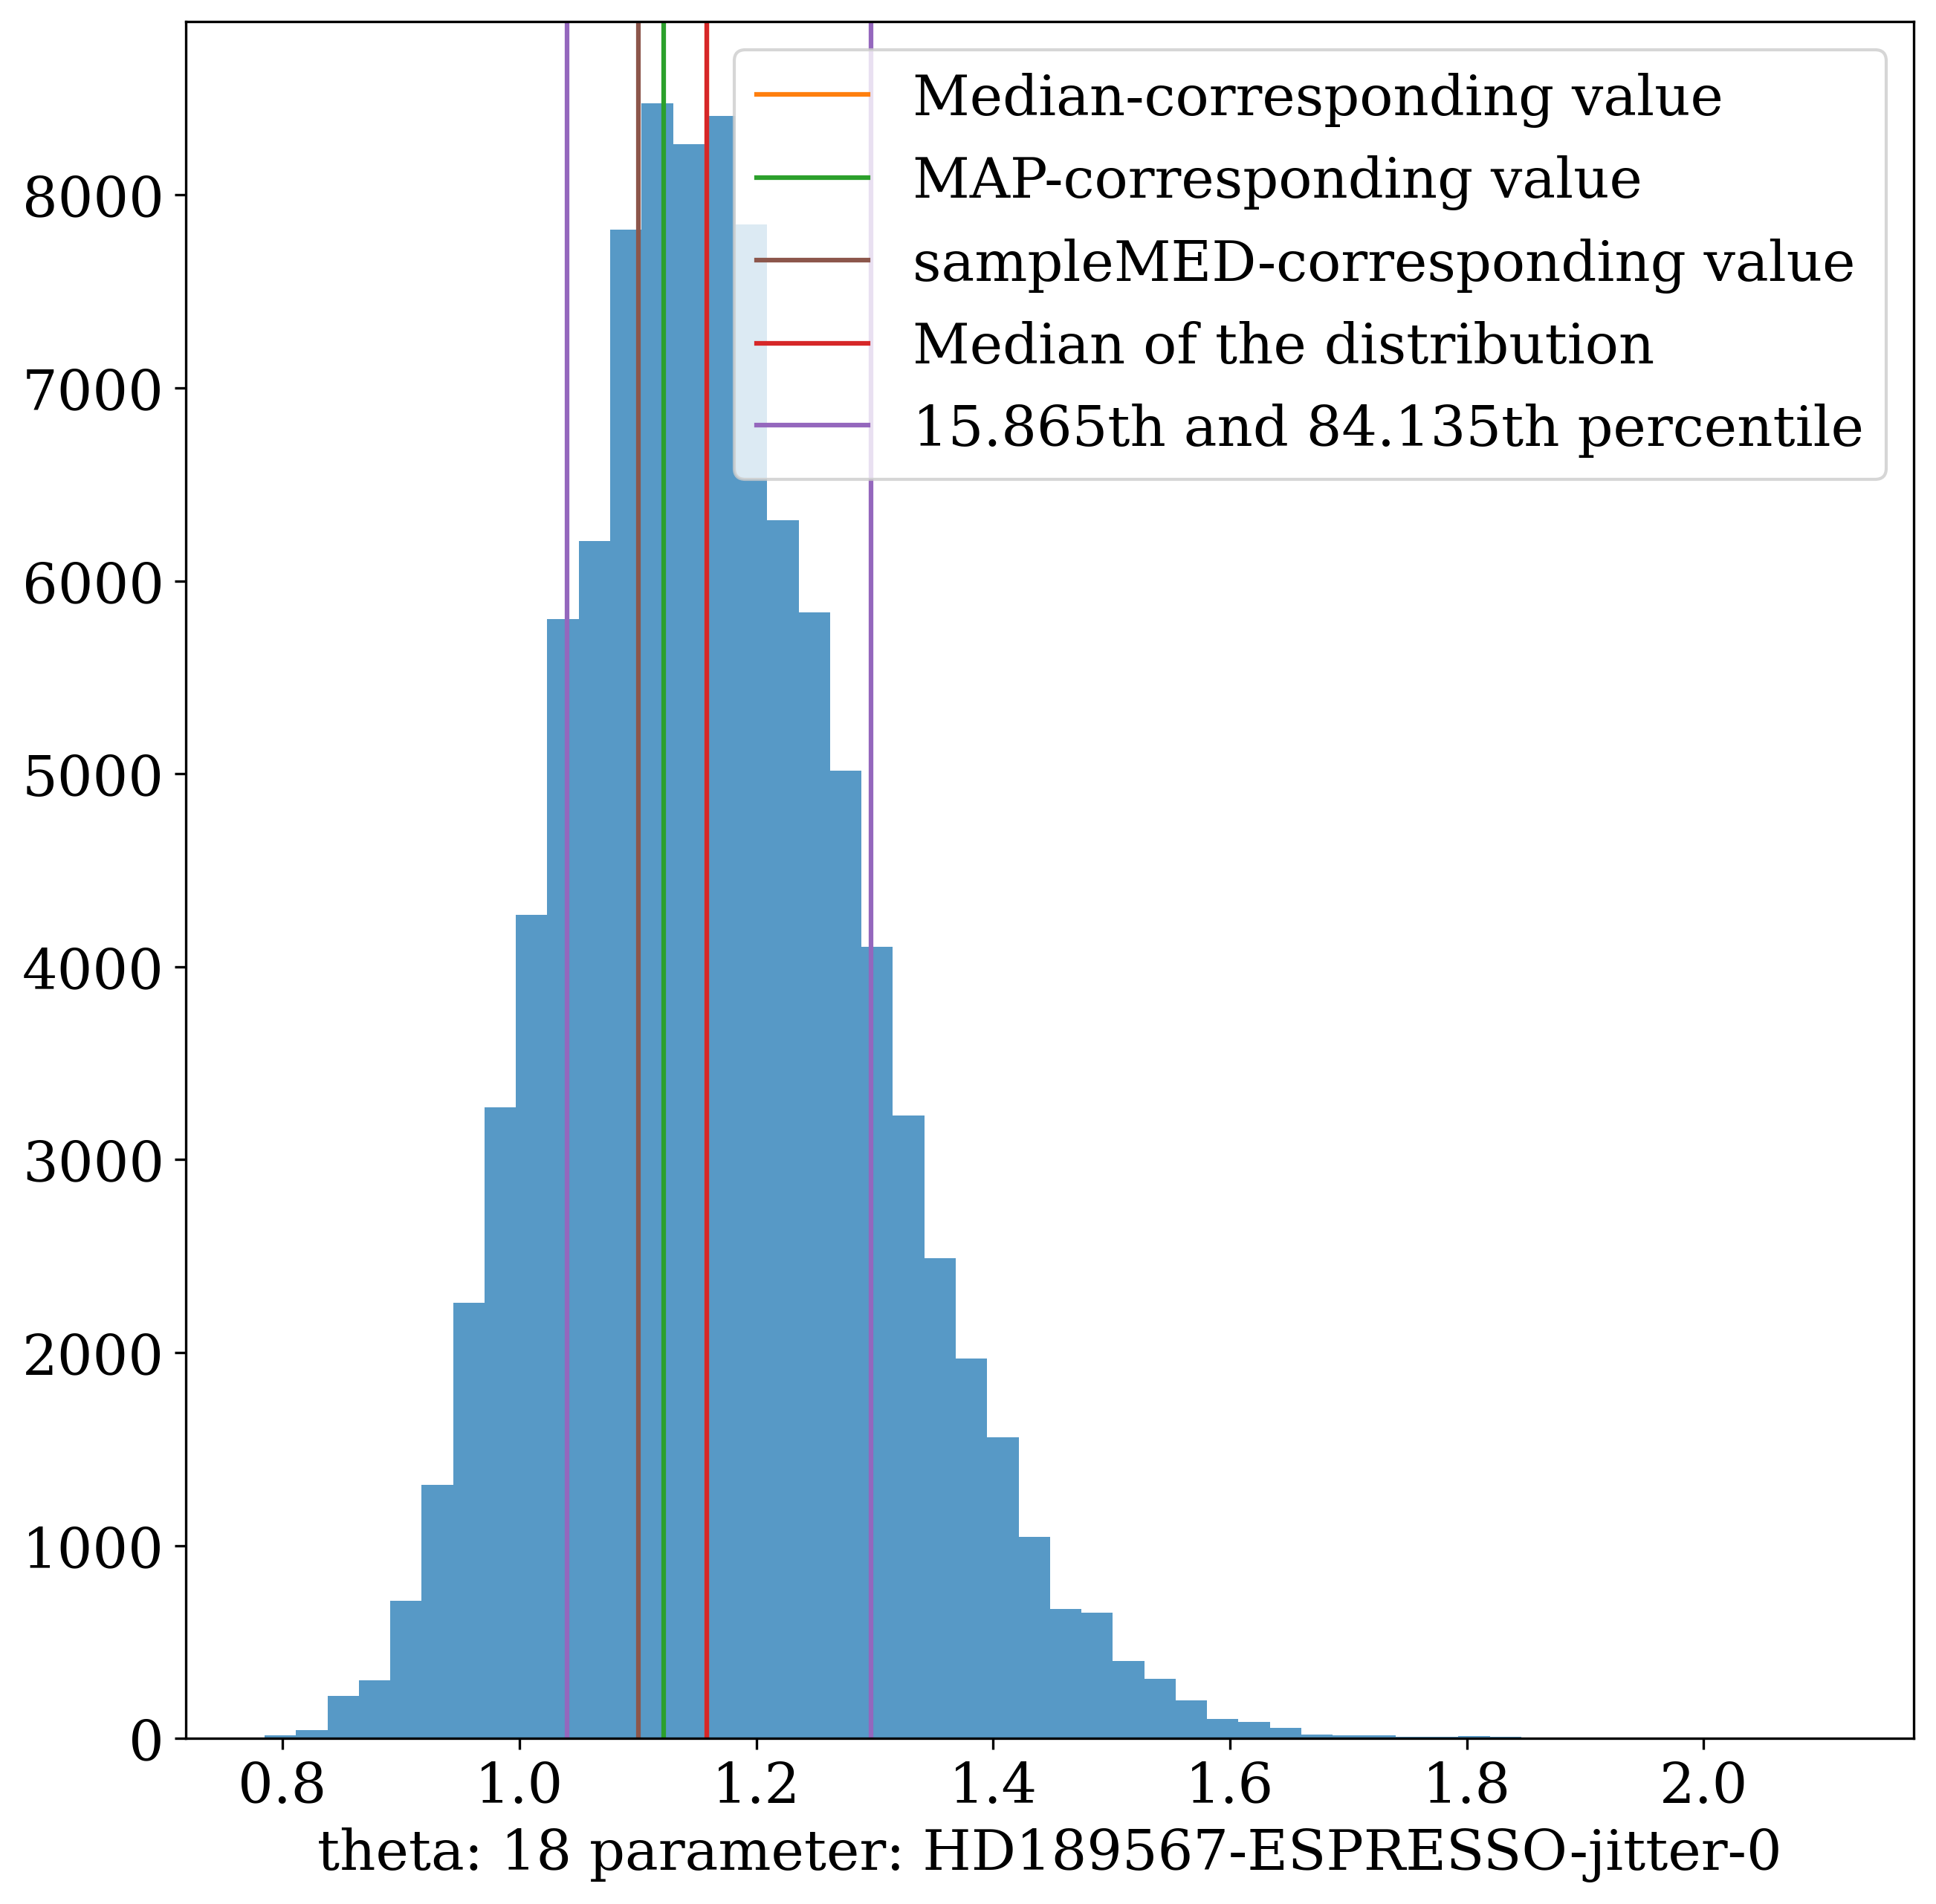 Median-corresponding value
MAP-corresponding value
sampleMED-corresponding value
Median of the distribution
15.865th and 84.135th percentile
8000
7000
6000
5000
4000
3000
2000
1000
0
0.8 1.0 1.2 1.4 1.6 1.8 2.0
theta: 18 parameter: HD189567-ESPRESSO-jitter-0